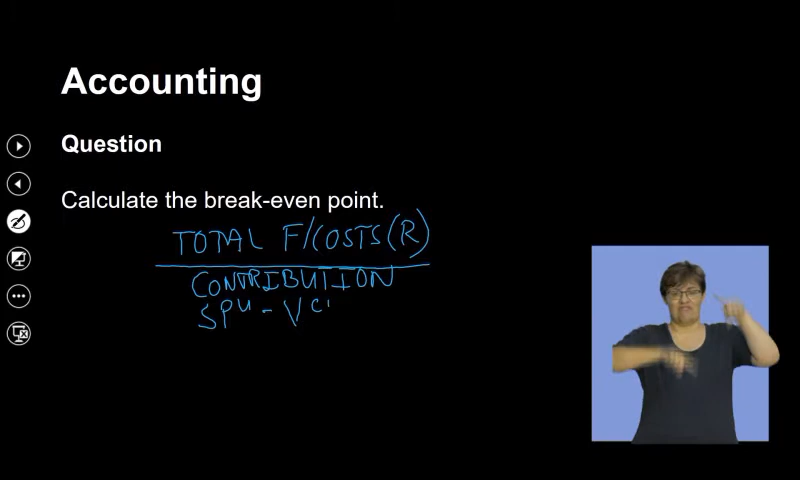 Accounting
Question
Calculate the break-even point.
TOTAL F/COSTS(R)
CONTRIBUTION
SPU - VC